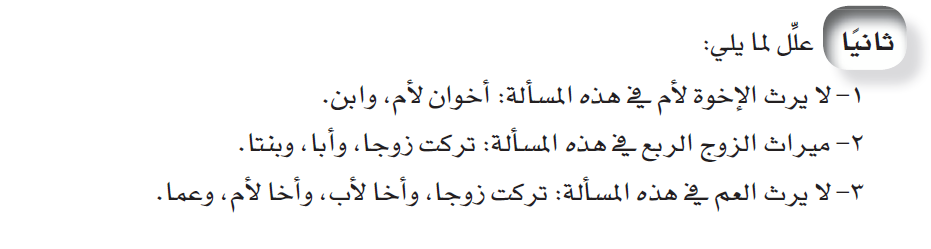 ثانيًا علِّل لما يلي:
١- لا يرث الإخوة لأم في هذه المسألة: أخوان لأم، وابن.
٢- ميراث الزوج الربع في هذه المسألة: تركت زوجا، وأبا، وبنتا.
٣- لا يرث العم في هذه المسألة: تركت زوجا، وأخا لأب، وأخا لأم، وعما.